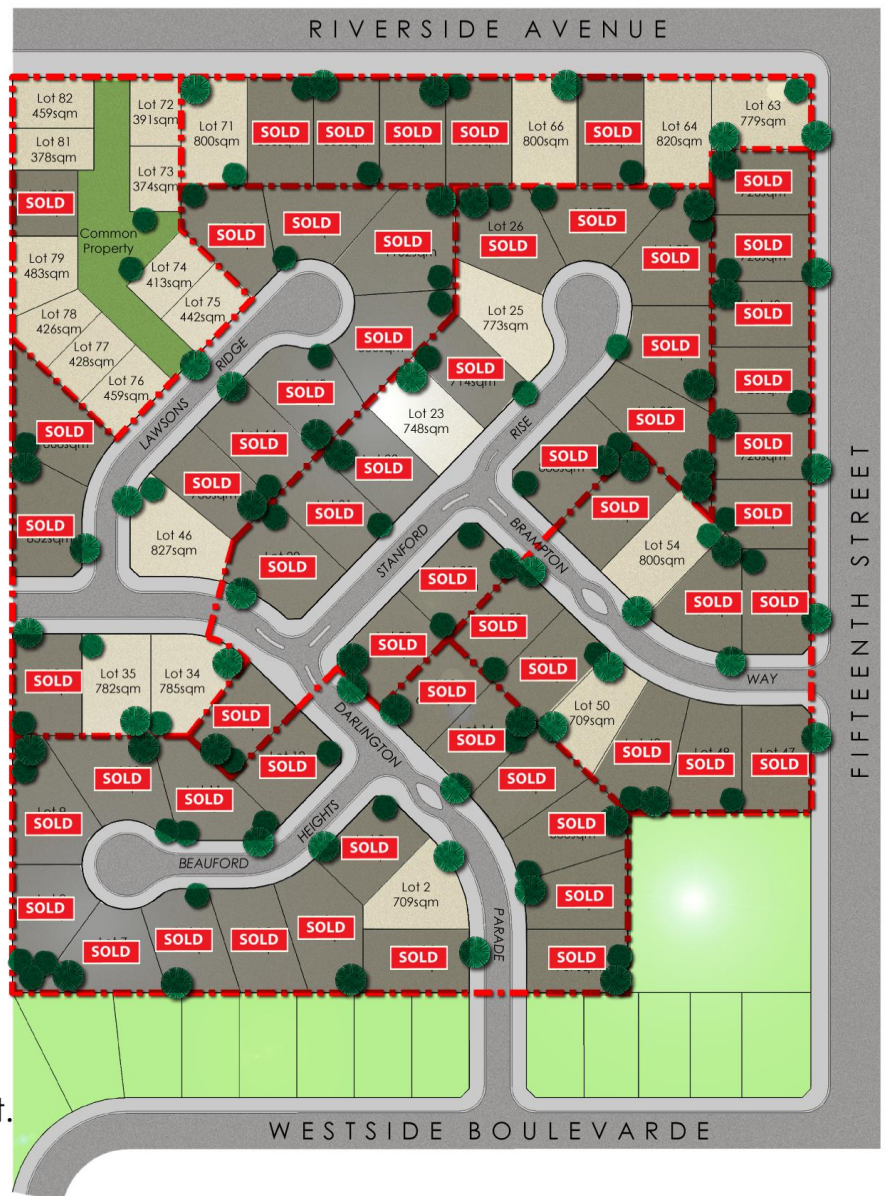 RIVERSIDE AVENUE
Lot 82
459sqm
Lot 81
378sqm
SOLD
Lot 79
483sqm
Lot 78
426sqm
Lot 77
428sqm
Lot 76
459sqm
Common
Property
Lot 72
391sqm
Lot 73
374sqm
Lot 74
413sqm
Lot 75
442sqm
Lot 71
800sqm
SOLD
SOLD
SOLD
SOLD
Lot 66
800sqm
SOLD
Lot 64
820sqm
Lot 63
779sqm
SOLD
SOLD
SOLD
SOLD
SOLD
SOLD
SOLD
SOLD
SOLD
SOLD
SOLD
SOLD
SOLD
LAWSONS RIDGE
SOLD
SOLD
Lot 46
827sqm
Lot 26
SOLD
SOLD
SOLD
SOLD
SOLD
SOLD
Lot 25
773sqm
SOLD
714sqm
Lot 23
748sqm
SOLD
SOLD
SOLD
STANFORD RISE
BRAMPTON WAY
SOLD
Lot 54
800sqm
SOLD
SOLD
FIFTEENTH STREET
SOLD
SOLD
SOLD
SOLD
Lot 50
709sqm
SOLD
Lot 48
SOLD
Lot 47
SOLD
SOLD
Lot 35
782sqm
Lot 34
785sqm
SOLD
SOLD
SOLD
SOLD
SOLD
SOLD
SOLD
DARLINGTON PARADE
SOLD
SOLD
SOLD
SOLD
BEAUFORD HEIGHTS
SOLD
SOLD
SOLD
SOLD
SOLD
SOLD
Lot 2
709sqm
SOLD
SOLD
t.
WESTSIDE BOULEVARDE